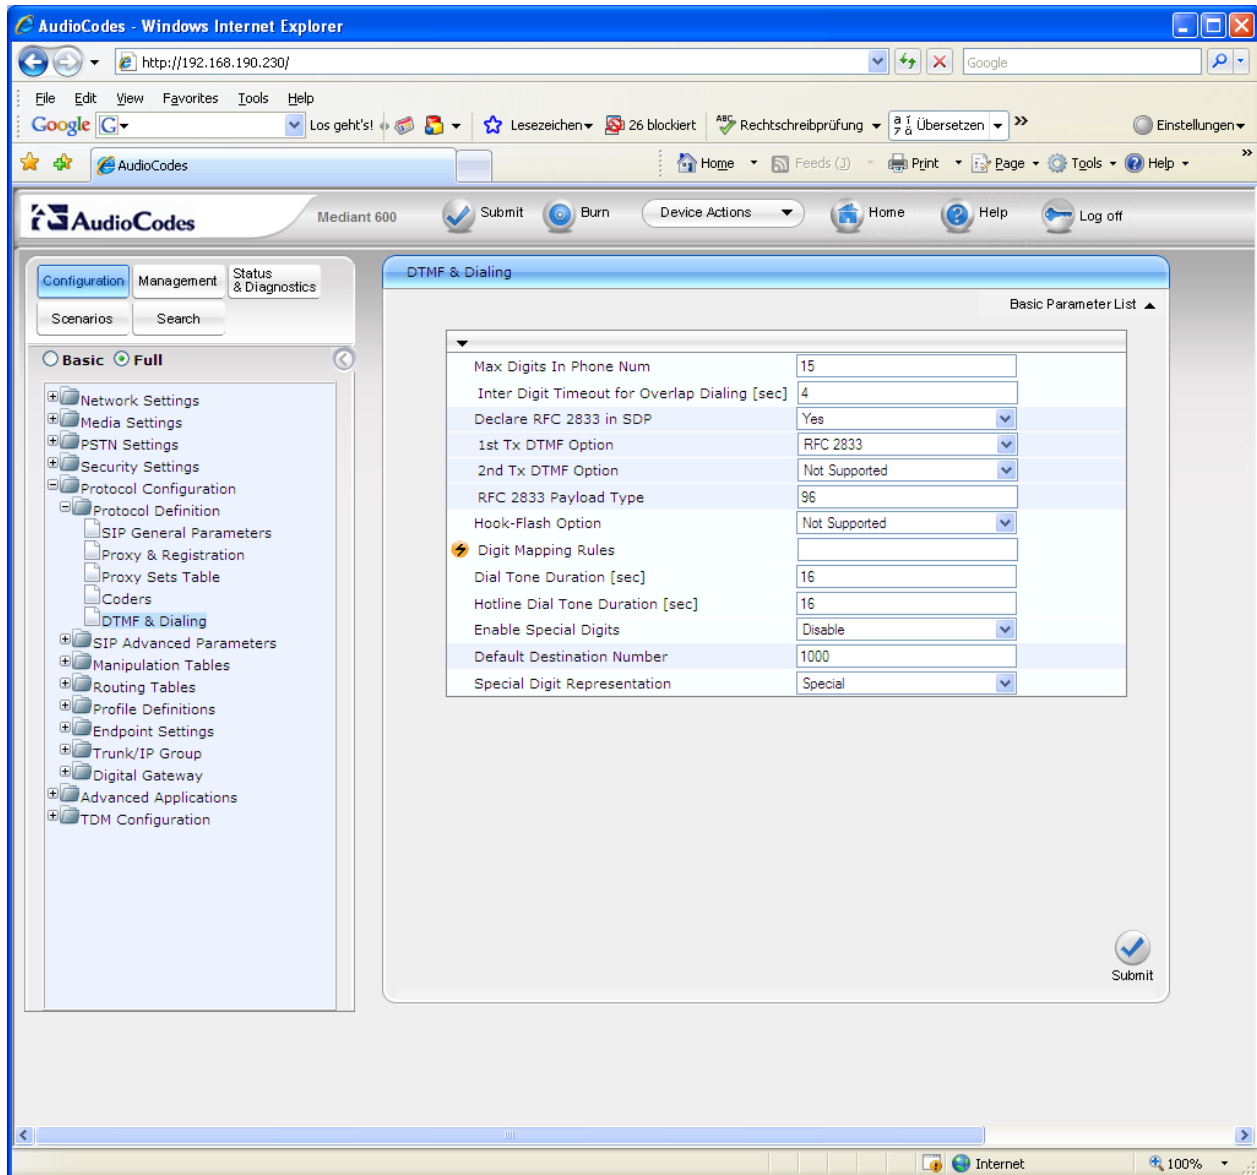 AudioCodes - Windows Internet Explorer
http://192.168.190.230/
Google
File Edit View Favorites Tools Help
Google G Los geht's! Lesezeichen 26 blockiert ABC Rechtschreibprüfung Übersetzen » Einstellungen
AudioCodes Home Feeds (J) Print Page Tools Help »
AudioCodes Mediant 600 Submit Burn Device Actions Home Help Log off
Configuration Management Status & Diagnostics
Scenarios Search
Basic Full
Network Settings
Media Settings
PSTN Settings
Security Settings
Protocol Configuration
Protocol Definition
SIP General Parameters
Proxy & Registration
Proxy Sets Table
Coders
DTMF & Dialing
SIP Advanced Parameters
Manipulation Tables
Routing Tables
Profile Definitions
Endpoint Settings
Trunk/IP Group
Digital Gateway
Advanced Applications
TDM Configuration
DTMF & Dialing
Basic Parameter List
Max Digits In Phone Num 15
Inter Digit Timeout for Overlap Dialing [sec] 4
Declare RFC 2833 in SDP Yes
1st Tx DTMF Option RFC 2833
2nd Tx DTMF Option Not Supported
RFC 2833 Payload Type 96
Hook-Flash Option Not Supported
Digit Mapping Rules
Dial Tone Duration [sec] 16
Hotline Dial Tone Duration [sec] 16
Enable Special Digits Disable
Default Destination Number 1000
Special Digit Representation Special
Submit
Internet 100%